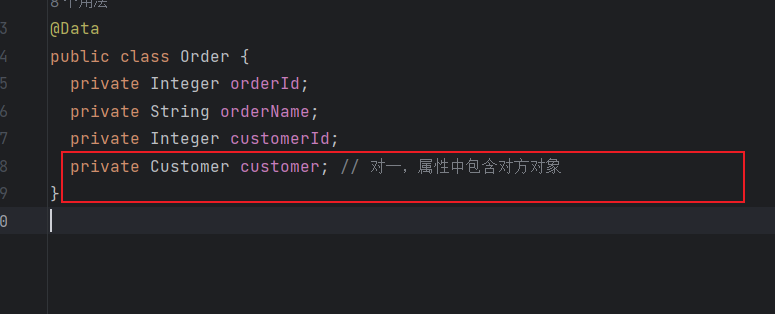 8个用法
3 @Data
4 public class Order {
5 private Integer orderId;
6 private String orderName;
7 private Integer customerId;
8 private Customer customer; // 对一，属性中包含对方对象
9 }
0